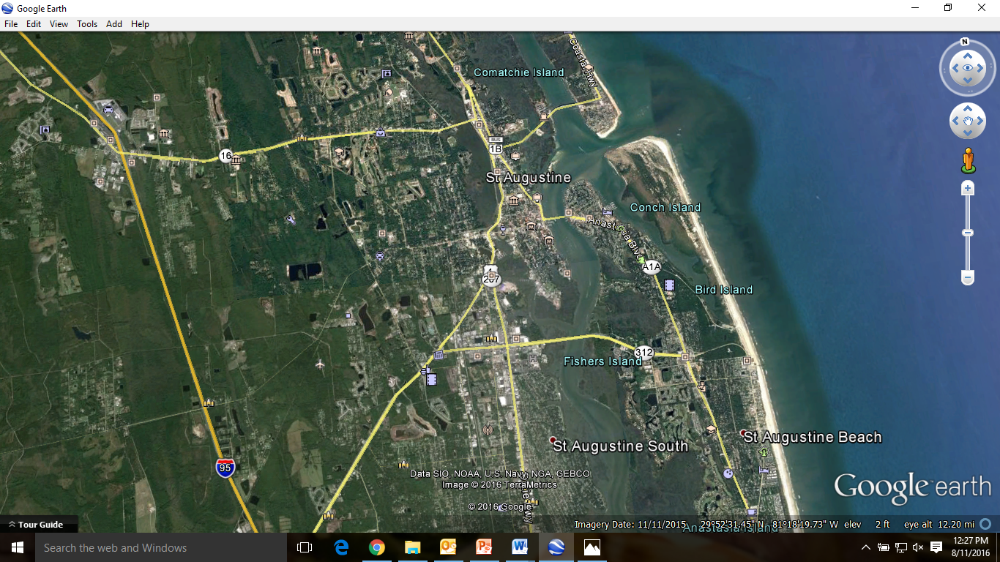 Google Earth
File Edit View Tools Add Help
N
Coastal Hwy
Comatchie Island
16
BUS
1B
St Augustine
Conch Island
Anastasia Blvd
A1A
1
207
Bird Island
312
Fishers Island
St Augustine South
St Augustine Beach
95
Data SIO, NOAA, U.S. Navy, NGA, GEBCO
Image © 2016 TerraMetrics
© 2016 Google
Google earth
Tour Guide
Imagery Date: 11/11/2015 29°52'31.45" N 81°18'19.73" W elev 2 ft eye alt 12.20 mi
Anastasia Island
Search the web and Windows
12:27 PM
8/11/2016